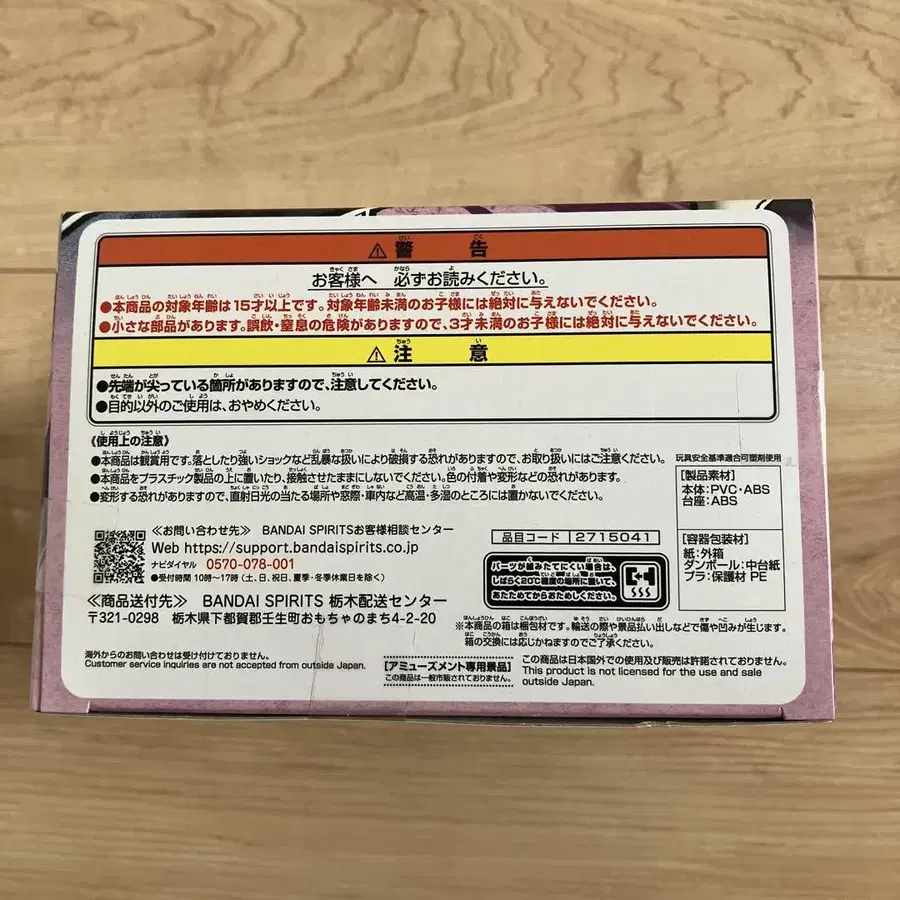 ⚠警告
お客様へ 必ずお読みください。
●本商品の対象年齢は15才以上です。対象年齢未満のお子様には絶対に与えないでください。
●小さな部品があります。誤飲・窒息の危険がありますので、3才未満のお子様には絶対に与えないでください。
⚠注意
●先端が尖っている箇所がありますので、注意してください。
●目的以外のご使用は、おやめください。
《使用上の注意》
●本商品は観賞用です。落としたり強いショックなど乱暴な扱いにより破損する恐れがありますので、お取り扱いにはご注意ください。
●本商品をプラスチック製品の上に置いたり、接触させたままにしないでください。色の付着や変形などの恐れがあります。
●変形する恐れがありますので、直射日光の当たる場所や窓際・車内など高温・多湿のところには置かないでください。
玩具安全基準適合可塑剤使用
[製品素材]
本体:PVC・ABS
台座:ABS
[容器包装材]
紙:外箱
ダンボール:中台紙
プラ:保護材 PE
≪お問い合わせ先≫ BANDAI SPIRITSお客様相談センター
Web https://support.bandaispirits.co.jp
ナビダイヤル 0570-078-001
●受付時間 10時〜17時(土、日、祝日、夏季・冬季休業日を除く)
品目コード 2715041
パーツが組みたてにくい場合は、
しばらく20℃程度の場所に置いて、
あたためてからおためしください。
≪商品送付先≫ BANDAI SPIRITS 栃木配送センター
〒321-0298 栃木県下都賀郡壬生町おもちゃのまち4-2-20
※本商品の箱は梱包材です。輸送の際や景品払い出しなどで傷や凹みが生じます。
箱の交換には応じかねますのでご了承ください。
海外からのお問い合わせは受け付けておりません。
Customer service inquiries are not accepted from outside Japan.
【アミューズメント専用景品】
この商品は一般市販されておりません。
この商品は日本国外での使用及び販売は許諾されておりません。
This product is not licensed for the use and sale
outside Japan.